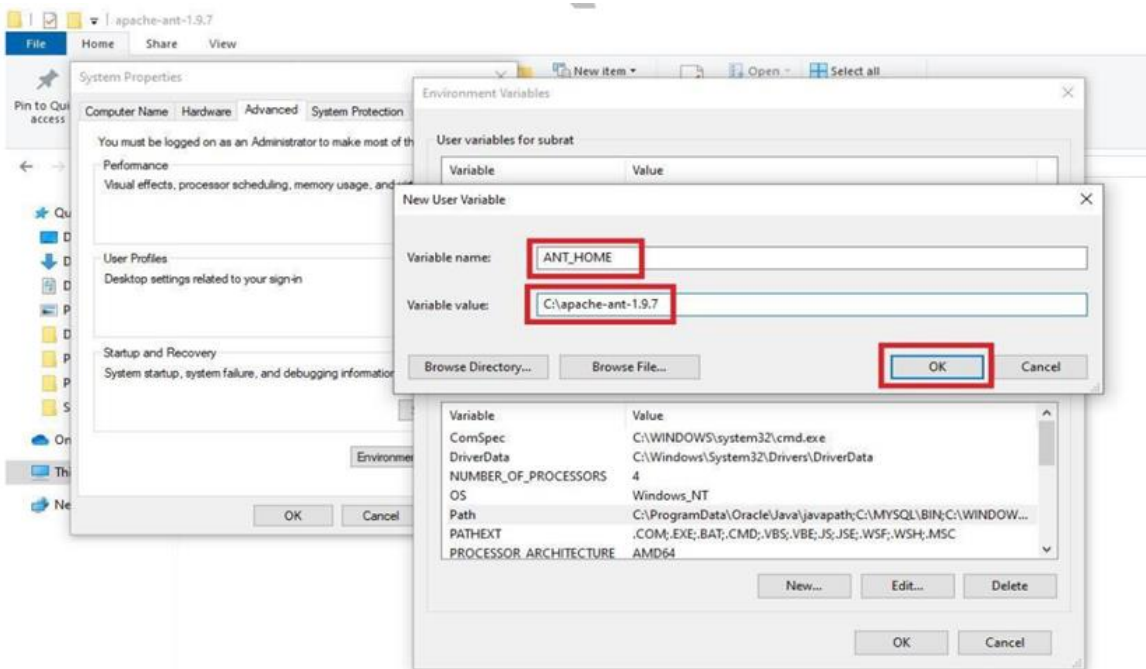 apache-ant-1.9.7
File Home Share View
New item Open Select all
Pin to Qui
access
System Properties
Computer Name Hardware Advanced System Protection
You must be logged on as an Administrator to make most of th
Performance
Visual effects, processor scheduling, memory usage, and
User Profiles
Desktop settings related to your sign-in
Startup and Recovery
System startup, system failure, and debugging information
Environmen
OK Cancel
Qu
D
D
D
P
D
P
P
S
On
Thi
Ne
Environment Variables
User variables for subrat
Variable Value
New User Variable
Variable name: ANT_HOME
Variable value: C:\apache-ant-1.9.7
Browse Directory... Browse File... OK Cancel
Variable Value
ComSpec C:\WINDOWS\system32\cmd.exe
DriverData C:\Windows\System32\Drivers\DriverData
NUMBER_OF_PROCESSORS 4
OS Windows_NT
Path C:\ProgramData\Oracle\Java\javapath;C:\MYSQL\BIN;C:\WINDOW...
PATHEXT .COM;.EXE;.BAT;.CMD;.VBS;.VBE;.JS;.JSE;.WSF;.WSH;.MSC
PROCESSOR_ARCHITECTURE AMD64
New... Edit... Delete
OK Cancel